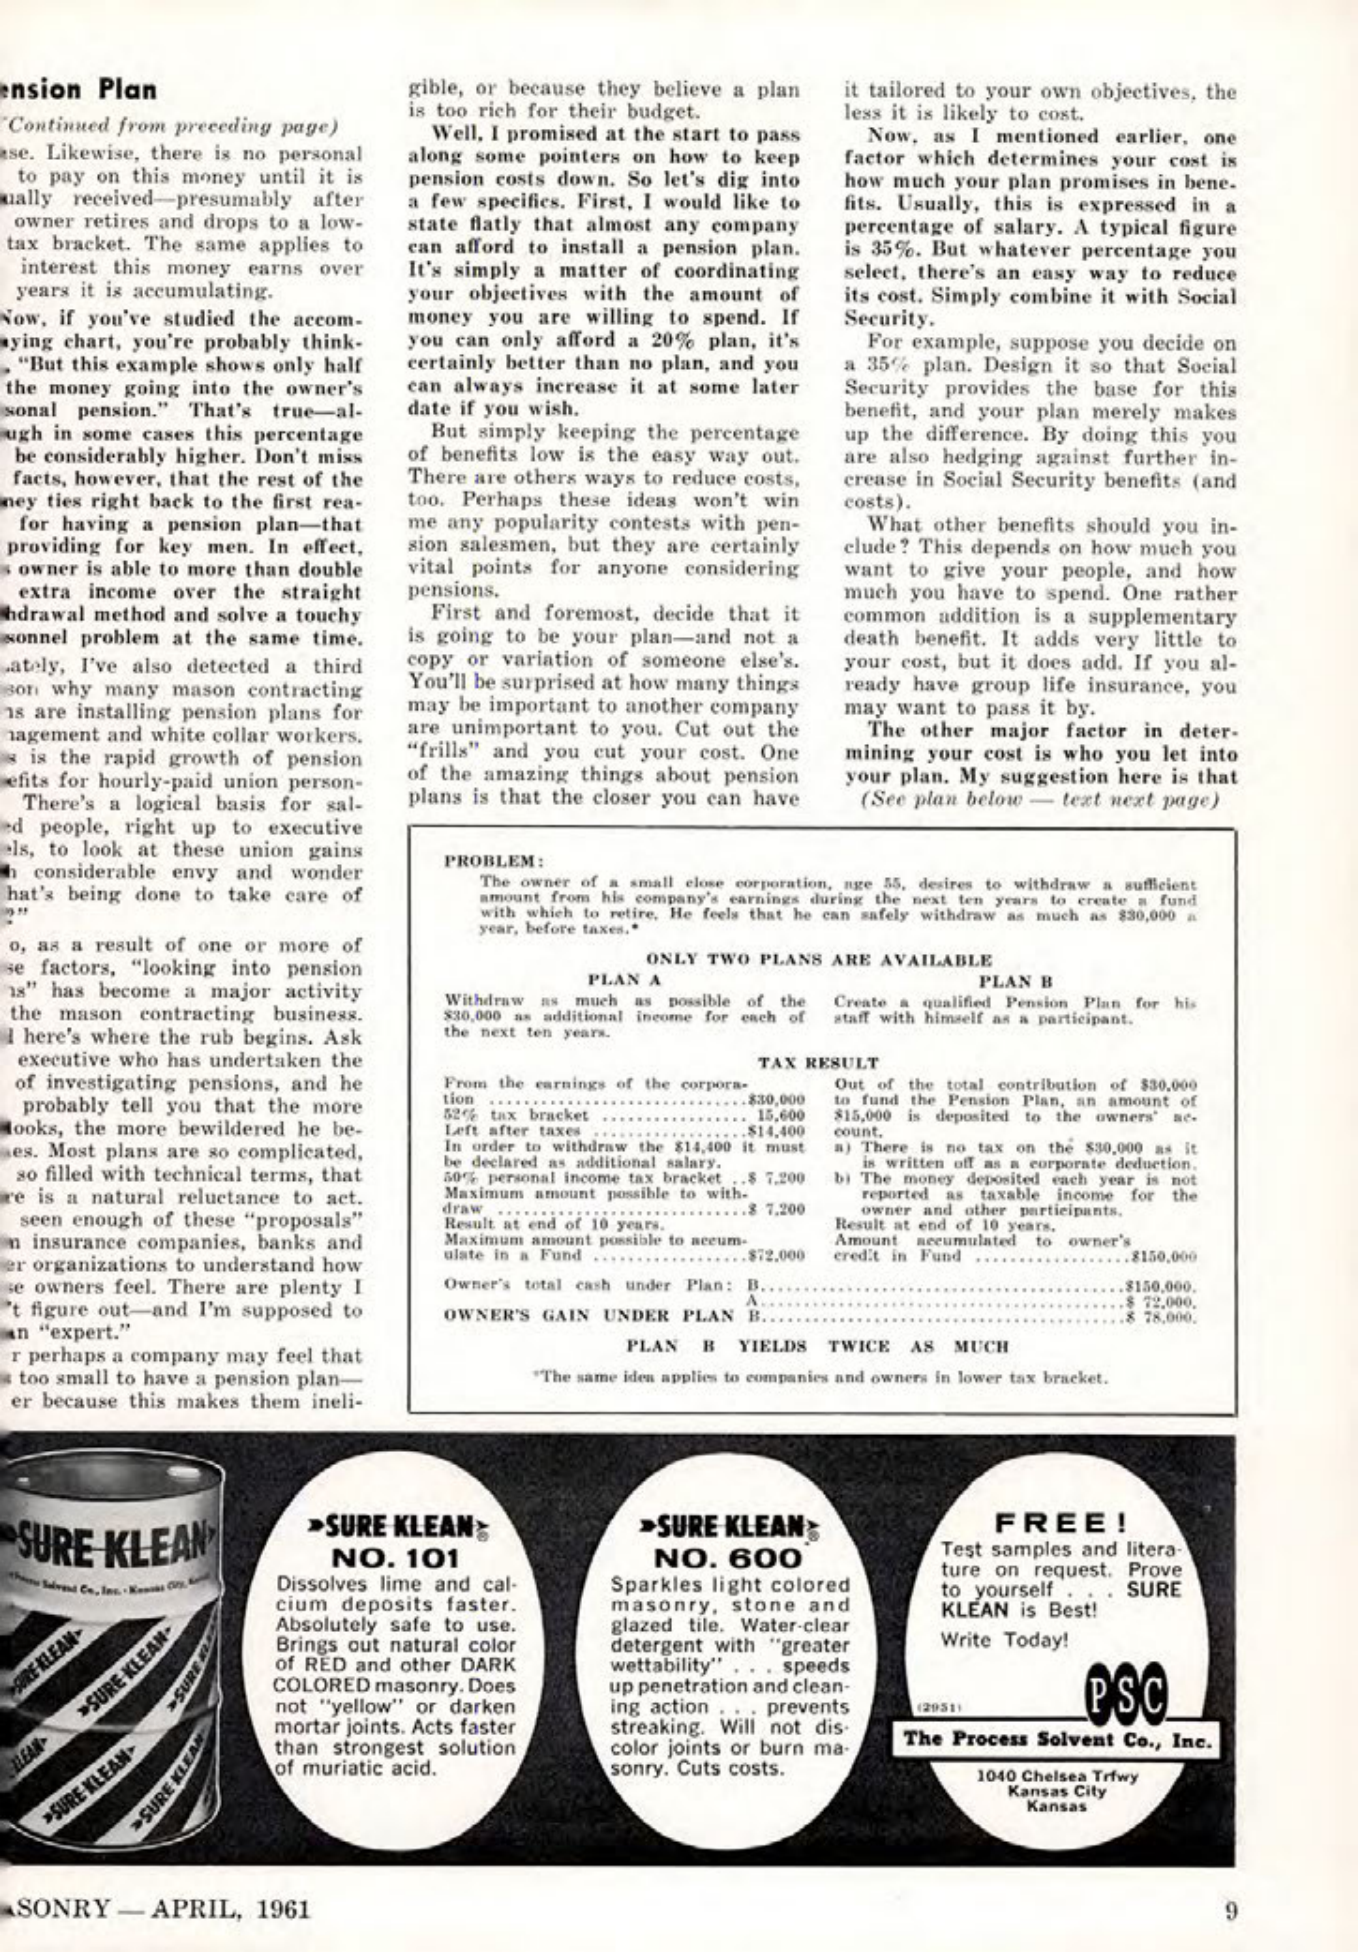 ension Plan
(Continued from preceding page)
ase. Likewise, there is no personal
to pay on this money until it is
ually received—presumably after
owner retires and drops to a low-
tax bracket. The same applies to
interest this money earns over
years it is accumulating.
Now, if you've studied the accom-
ying chart, you're probably think-
, "But this example shows only half
the money going into the owner's
sonal pension." That's true—al-
ugh in some cases this percentage
be considerably higher. Don't miss
facts, however, that the rest of the
ney ties right back to the first rea-
for having a pension plan—that
providing for key men. In effect,
s owner is able to more than double
extra income over the straight
hdrawal method and solve a touchy
sonnel problem at the same time.
ately, I've also detected a third
son why many mason contracting
ns are installing pension plans for
nagement and white collar workers.
s is the rapid growth of pension
efits for hourly-paid union person-
There's a logical basis for sal-
ed people, right up to executive
els, to look at these union gains
h considerable envy and wonder
hat's being done to take care of
?"
o, as a result of one or more of
se factors, "looking into pension
ns" has become a major activity
the mason contracting business.
d here's where the rub begins. Ask
executive who has undertaken the
of investigating pensions, and he
probably tell you that the more
looks, the more bewildered he be-
es. Most plans are so complicated,
so filled with technical terms, that
re is a natural reluctance to act.
seen enough of these "proposals"
m insurance companies, banks and
er organizations to understand how
se owners feel. There are plenty I
't figure out—and I'm supposed to
an "expert."
r perhaps a company may feel that
s too small to have a pension plan—
er because this makes them ineli-
gible, or because they believe a plan
is too rich for their budget.
Well, I promised at the start to pass
along some pointers on how to keep
pension costs down. So let's dig into
a few specifics. First, I would like to
state flatly that almost any company
can afford to install a pension plan.
It's simply a matter of coordinating
your objectives with the amount of
money you are willing to spend. If
you can only afford a 20% plan, it's
certainly better than no plan, and you
can always increase it at some later
date if you wish.
But simply keeping the percentage
of benefits low is the easy way out.
There are others ways to reduce costs,
too. Perhaps these ideas won't win
me any popularity contests with pen-
sion salesmen, but they are certainly
vital points for anyone considering
pensions.
First and foremost, decide that it
is going to be your plan—and not a
copy or variation of someone else's.
You'll be surprised at how many things
may be important to another company
are unimportant to you. Cut out the
"frills" and you cut your cost. One
of the amazing things about pension
plans is that the closer you can have
it tailored to your own objectives, the
less it is likely to cost.
Now, as I mentioned earlier, one
factor which determines your cost is
how much your plan promises in bene-
fits. Usually, this is expressed in a
percentage of salary. A typical figure
is 35%. But whatever percentage you
select, there's an easy way to reduce
its cost. Simply combine it with Social
Security.
For example, suppose you decide on
a 35% plan. Design it so that Social
Security provides the base for this
benefit, and your plan merely makes
up the difference. By doing this you
are also hedging against further in-
crease in Social Security benefits (and
costs).
What other benefits should you in-
clude? This depends on how much you
want to give your people, and how
much you have to spend. One rather
common addition is a supplementary
death benefit. It adds very little to
your cost, but it does add. If you al-
ready have group life insurance, you
may want to pass it by.
The other major factor in deter-
mining your cost is who you let into
your plan. My suggestion here is that
(See plan below — text next page)
PROBLEM:
The owner of a small close corporation, age 55, desires to withdraw a sufficient
amount from his company's earnings during the next ten years to create a fund
with which to retire. He feels that he can safely withdraw as much as $30,000 a
year, before taxes.*
ONLY TWO PLANS ARE AVAILABLE
PLAN A
Withdraw as much as possible of the
$30,000 as additional income for each of
the next ten years.
PLAN B
Create a qualified Pension Plan for his
staff with himself as a participant.
TAX RESULT
From the earnings of the corpora-
tion ..............................$30,000
52% tax bracket ................... 15,600
Left after taxes ...................$14,400
In order to withdraw the $14,400 it must
be declared as additional salary.
50% personal income tax bracket ..$ 7,200
Maximum amount possible to with-
draw ..............................$ 7,200
Result at end of 10 years.
Maximum amount possible to accum-
ulate in a Fund ...................$72,000
Out of the total contribution of $30,000
to fund the Pension Plan, an amount of
$15,000 is deposited to the owners' ac-
count.
a) There is no tax on the $30,000 as it
is written off as a corporate deduction.
b) The money deposited each year is not
reported as taxable income for the
owner and other participants.
Result at end of 10 years.
Amount accumulated to owner's
credit in Fund ..................$150,000
Owner's total cash under Plan: B..........................................$150,000.
A..........................................$ 72,000.
OWNER'S GAIN UNDER PLAN B..........................................$ 78,000.
PLAN B YIELDS TWICE AS MUCH
*The same idea applies to companies and owners in lower tax bracket.
SURE KLEAN
Process Solvent Co., Inc. - Kansas City, Kansas
SURE KLEAN
SURE KLEAN
SURE KLEAN
KLEAN
SURE KLEAN
SURE KLEAN
SURE KLEAN®
NO. 101
Dissolves lime and cal-
cium deposits faster.
Absolutely safe to use.
Brings out natural color
of RED and other DARK
COLORED masonry. Does
not "yellow" or darken
mortar joints. Acts faster
than strongest solution
of muriatic acid.
SURE KLEAN®
NO. 600
Sparkles light colored
masonry, stone and
glazed tile. Water-clear
detergent with "greater
wettability" . . . speeds
up penetration and clean-
ing action . . . prevents
streaking. Will not dis-
color joints or burn ma-
sonry. Cuts costs.
FREE!
Test samples and litera-
ture on request. Prove
to yourself . . . SURE
KLEAN is Best!
Write Today!
PSC
(2951)
The Process Solvent Co., Inc.
1040 Chelsea Trfwy
Kansas City
Kansas
ASONRY — APRIL, 1961
9